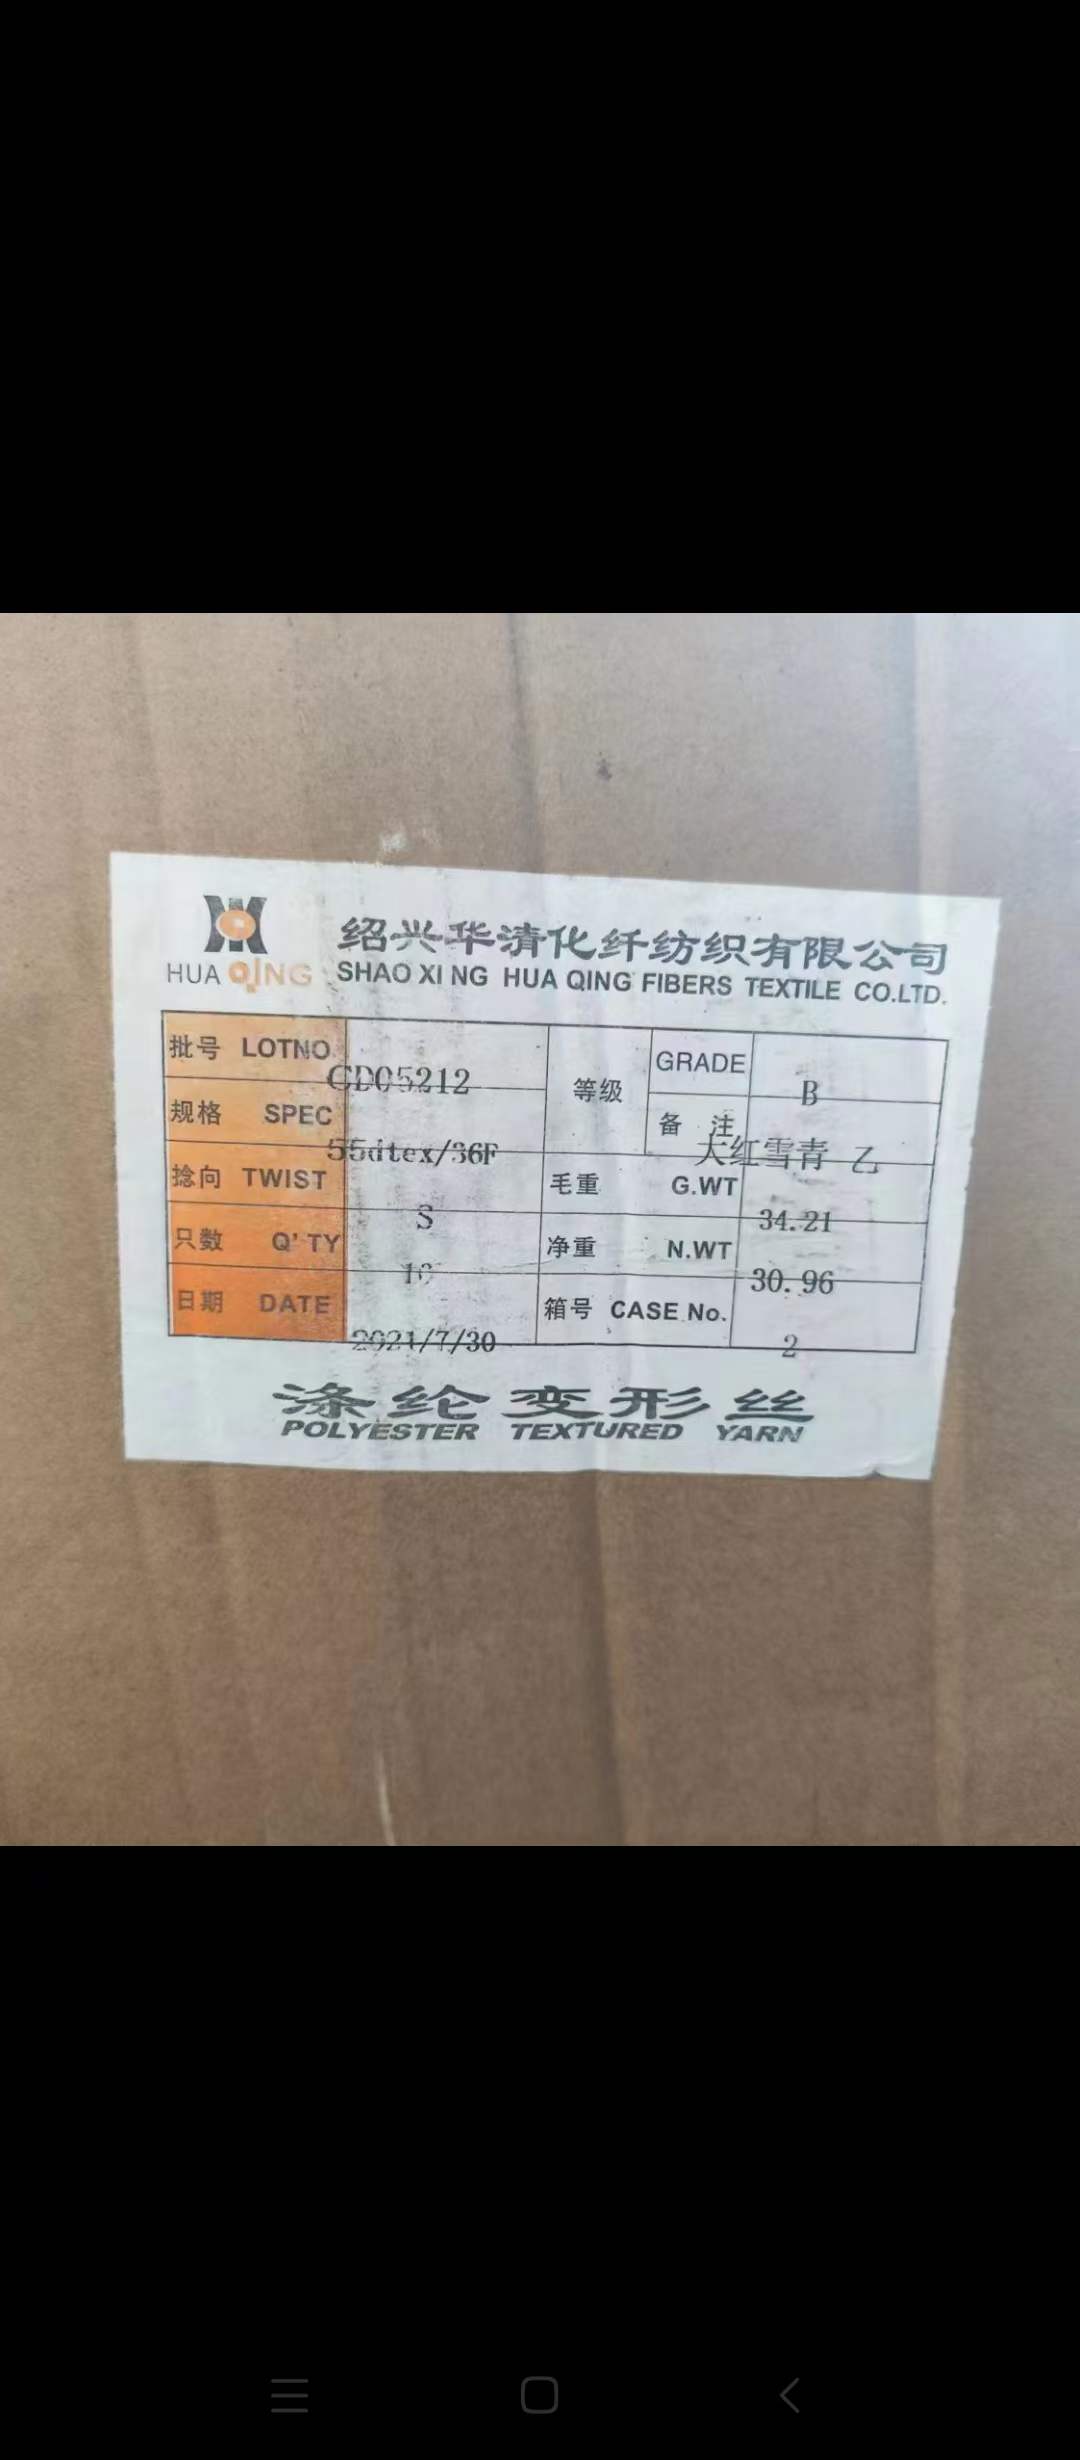 HUA QING
绍兴华清化纤纺织有限公司
SHAO XING HUA QING FIBERS TEXTILE CO.LTD.
批号 LOTNO GD05212 等级 GRADE B
规格 SPEC 55dtex/36F 备注 大红雪青 乙
捻向 TWIST S 毛重 G.WT 34.21
只数 Q'TY 净重 N.WT 30.96
日期 DATE 2021/7/30 箱号 CASE No. 2
涤纶变形丝
POLYESTER TEXTURED YARN